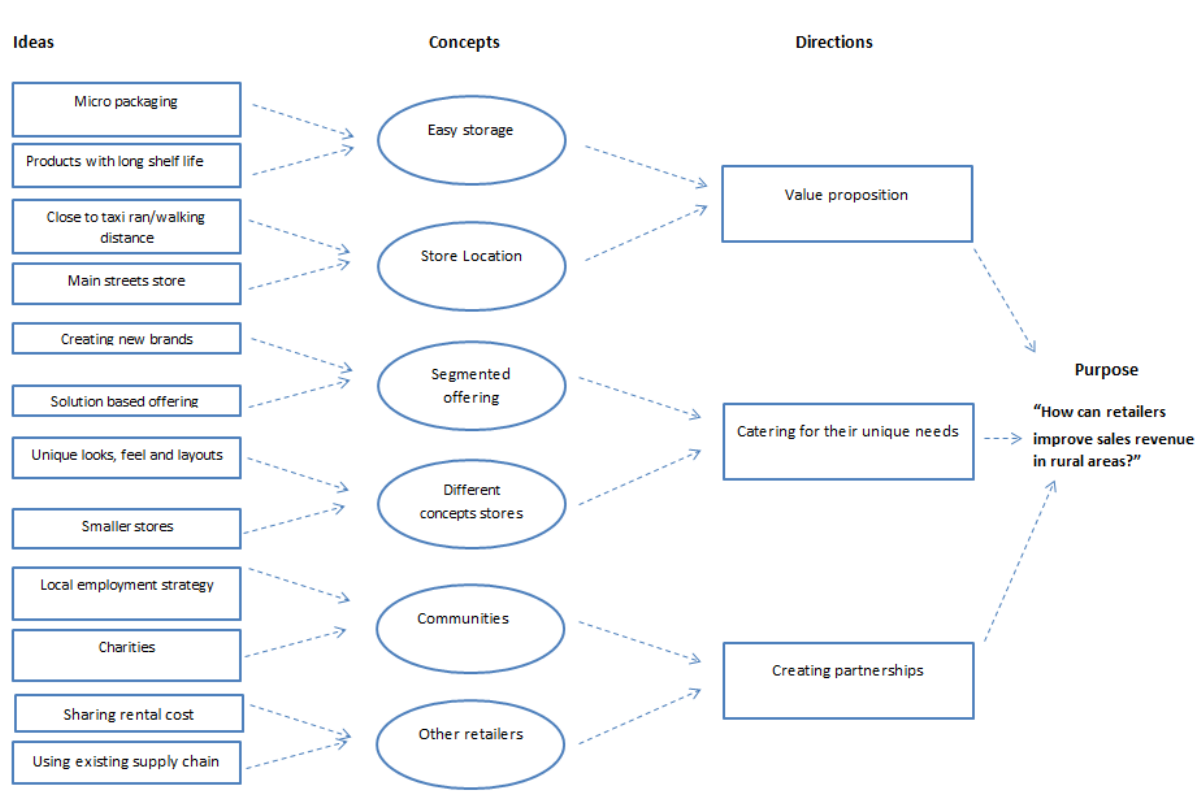 Ideas
Concepts
Directions
Micro packaging
Products with long shelf life
Close to taxi ran/walking
distance
Main streets store
Creating new brands
Solution based offering
Unique looks, feel and layouts
Smaller stores
Local employment strategy
Charities
Sharing rental cost
Using existing supply chain
Easy storage
Store Location
Segmented
offering
Different
concepts stores
Communities
Other retailers
Value proposition
Catering for their unique needs
Creating partnerships
Purpose
“How can retailers
improve sales revenue
in rural areas?”